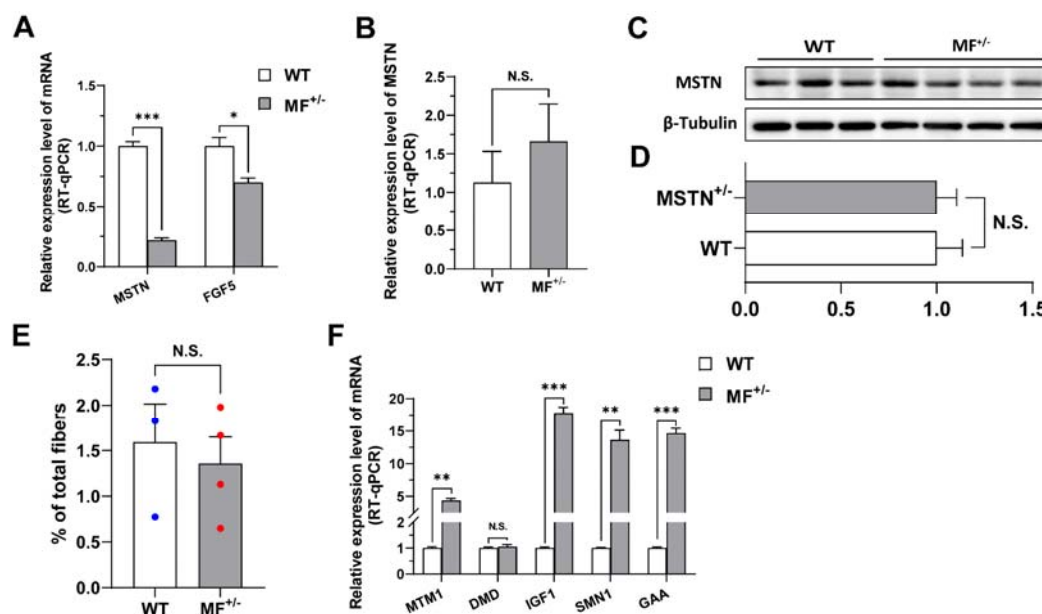 A
Relative expression level of mRNA
(RT-qPCR)
1.5
1.0
0.5
0.0
***
*
MSTN
FGF5
WT
MF+/-
B
Relative expression level of MSTN
(RT-qPCR)
2.5
2.0
1.5
1.0
0.5
0.0
N.S.
WT
MF+/-
C
WT
MF+/-
MSTN
β-Tubulin
D
MSTN+/-
WT
N.S.
0.0
0.5
1.0
1.5
E
% of total fibers
2.5
2.0
1.5
1.0
0.5
0.0
N.S.
WT
MF+/-
F
Relative expression level of mRNA
(RT-qPCR)
20
15
10
5
2
1
0
**
N.S.
***
**
***
MTM1
DMD
IGF1
SMN1
GAA
WT
MF+/-